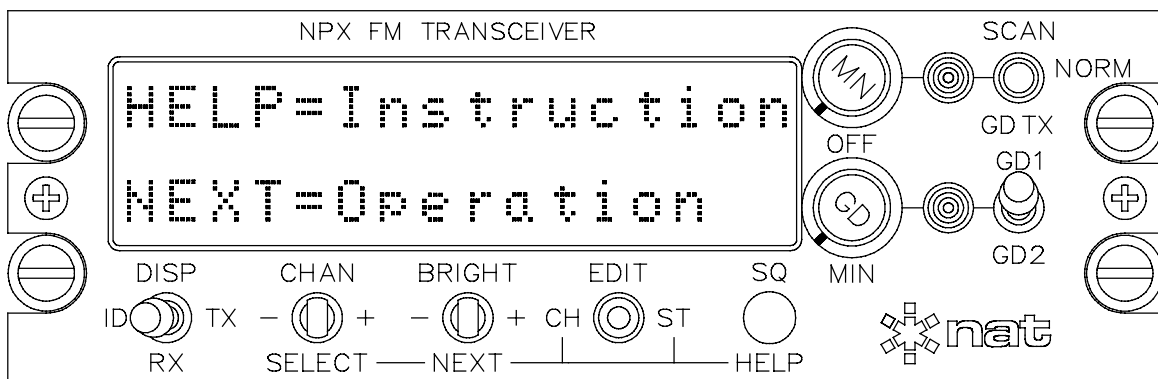 NPX FM TRANSCEIVER
SCAN
MN
NORM
HELP=Instruction
GD TX
OFF
GD1
NEXT=Operation
GD
GD2
MIN
DISP CHAN BRIGHT EDIT SQ
ID TX - + - + CH ST
nat
RX SELECT NEXT HELP